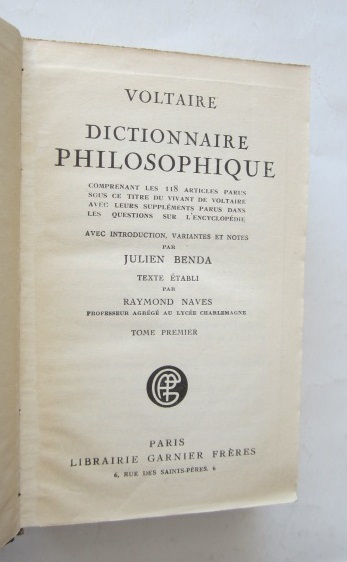 VOLTAIRE
DICTIONNAIRE
PHILOSOPHIQUE
COMPRENANT LES 118 ARTICLES PARUS
SOUS CE TITRE DU VIVANT DE VOLTAIRE
AVEC LEURS SUPPLÉMENTS PARUS DANS
LES QUESTIONS SUR L'ENCYCLOPÉDIE
AVEC INTRODUCTION, VARIANTES ET NOTES
PAR
JULIEN BENDA
TEXTE ÉTABLI
PAR
RAYMOND NAVES
PROFESSEUR AGRÉGÉ AU LYCÉE CHARLEMAGNE
TOME PREMIER
PARIS
LIBRAIRIE GARNIER FRÈRES
6, RUE DES SAINTS-PÈRES, 6